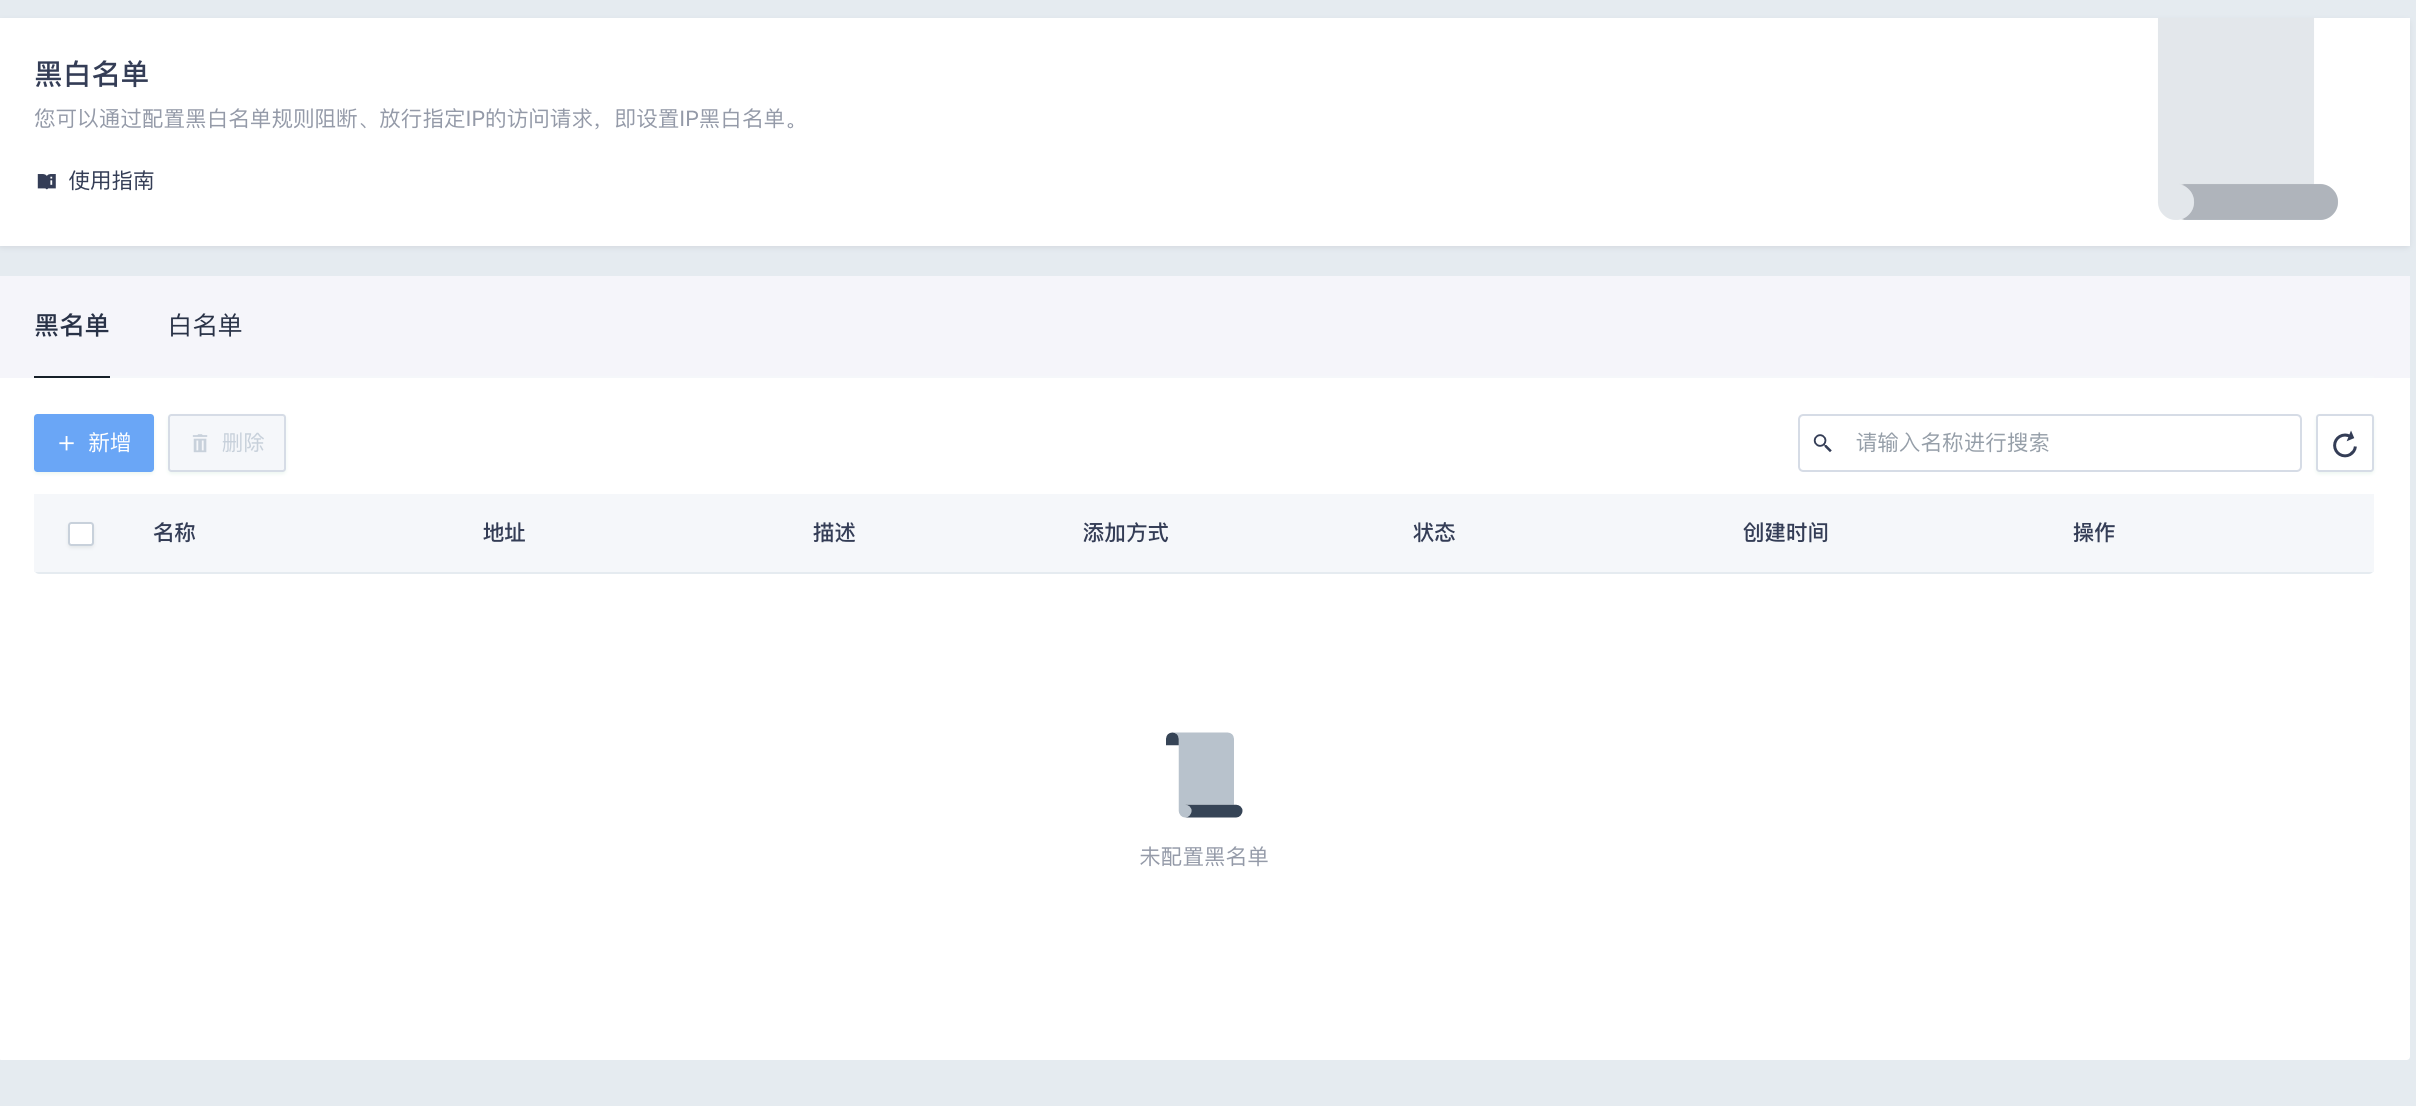 黑白名单
您可以通过配置黑白名单规则阻断、放行指定IP的访问请求，即设置IP黑白名单。
使用指南
黑名单 白名单
新增 删除 请输入名称进行搜索
名称 地址 描述 添加方式 状态 创建时间 操作
未配置黑名单